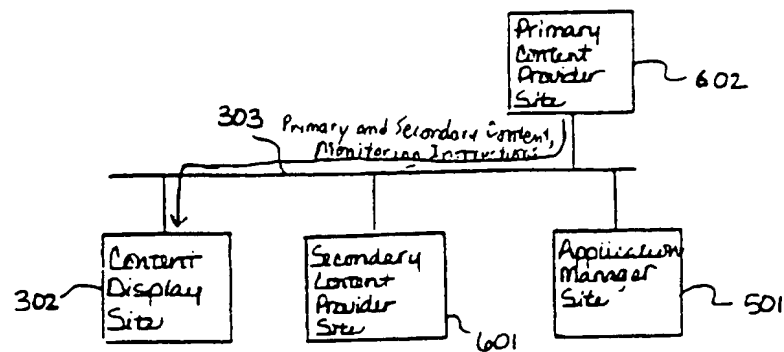 Primary
Content
Provider
Site
602
303
Primary and Secondary Content,
Monitoring Instructions
Content
Display
Site
302
Secondary
Content
Provider
Site
601
Application
Manager
Site
501